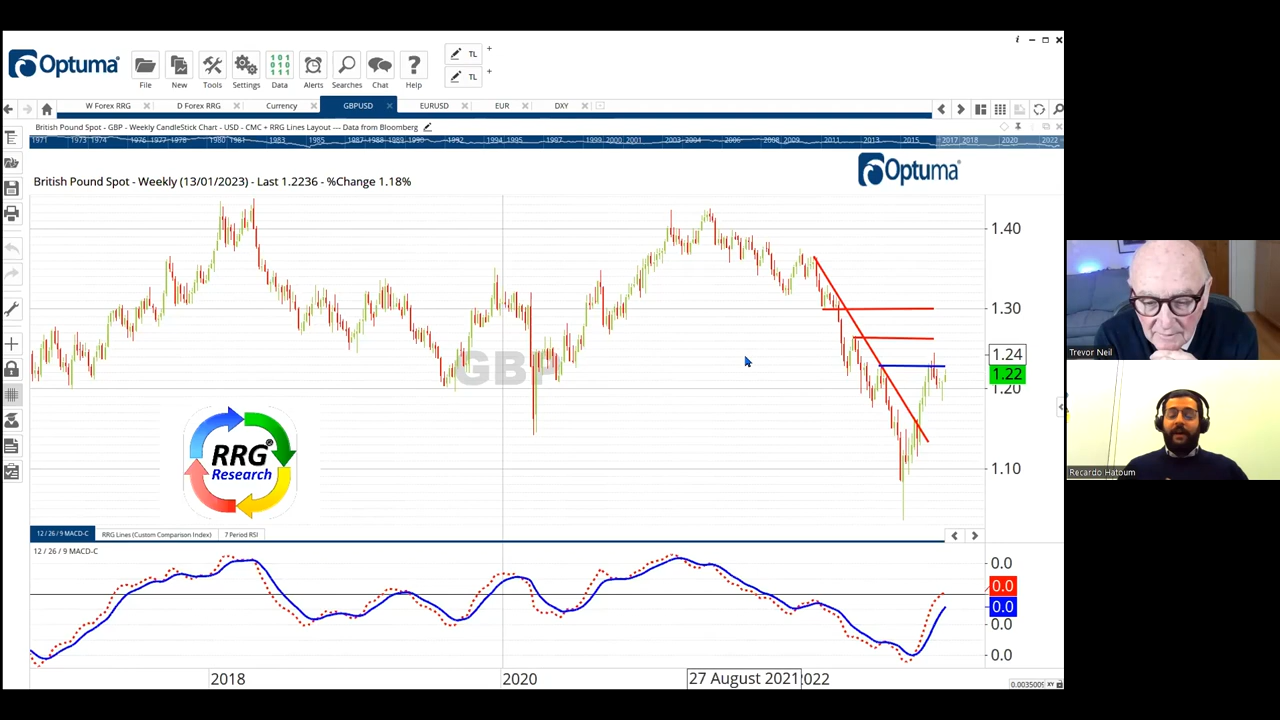 Optuma
File New Tools Settings Data Alerts Searches Chat Help
TL
TL
W Forex RRG D Forex RRG Currency GBPUSD EURUSD EUR DXY
British Pound Spot - GBP - Weekly CandleStick Chart - USD - CMC + RRG Lines Layout --- Data from Bloomberg
Optuma
British Pound Spot - Weekly (13/01/2023) - Last 1.2236 - %Change 1.18%
1.40
1.30
1.24
1.22
1.20
1.10
GBP
RRG
Research
Trevor Neil
Recardo Hatoum
12 / 26 / 9 MACD-C RRG Lines (Custom Comparison Index) 7 Period RSI
12 / 26 / 9 MACD-C
0.0
0.0
0.0
0.0
0.0
2018 2020 27 August 2021 2022